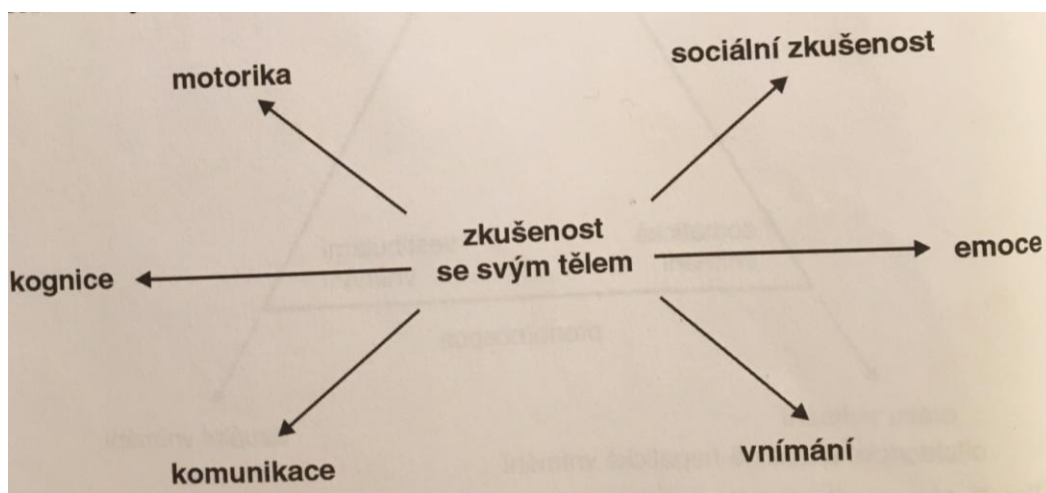 motorika
sociální zkušenost
zkušenost
se svým tělem
emoce
kognice
komunikace
vnímání